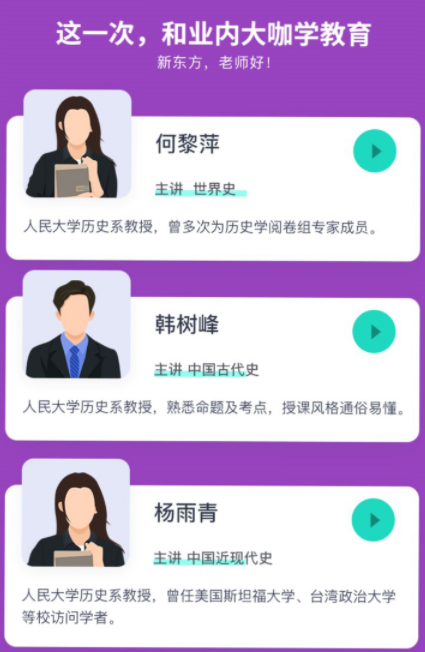 这一次，和业内大咖学教育
新东方，老师好！
何黎萍
主讲 世界史
人民大学历史系教授，曾多次为历史学阅卷组专家成员。
韩树峰
主讲 中国古代史
人民大学历史系教授，熟悉命题及考点，授课风格通俗易懂。
杨雨青
主讲 中国近现代史
人民大学历史系教授，曾任美国斯坦福大学、台湾政治大学
等校访问学者。